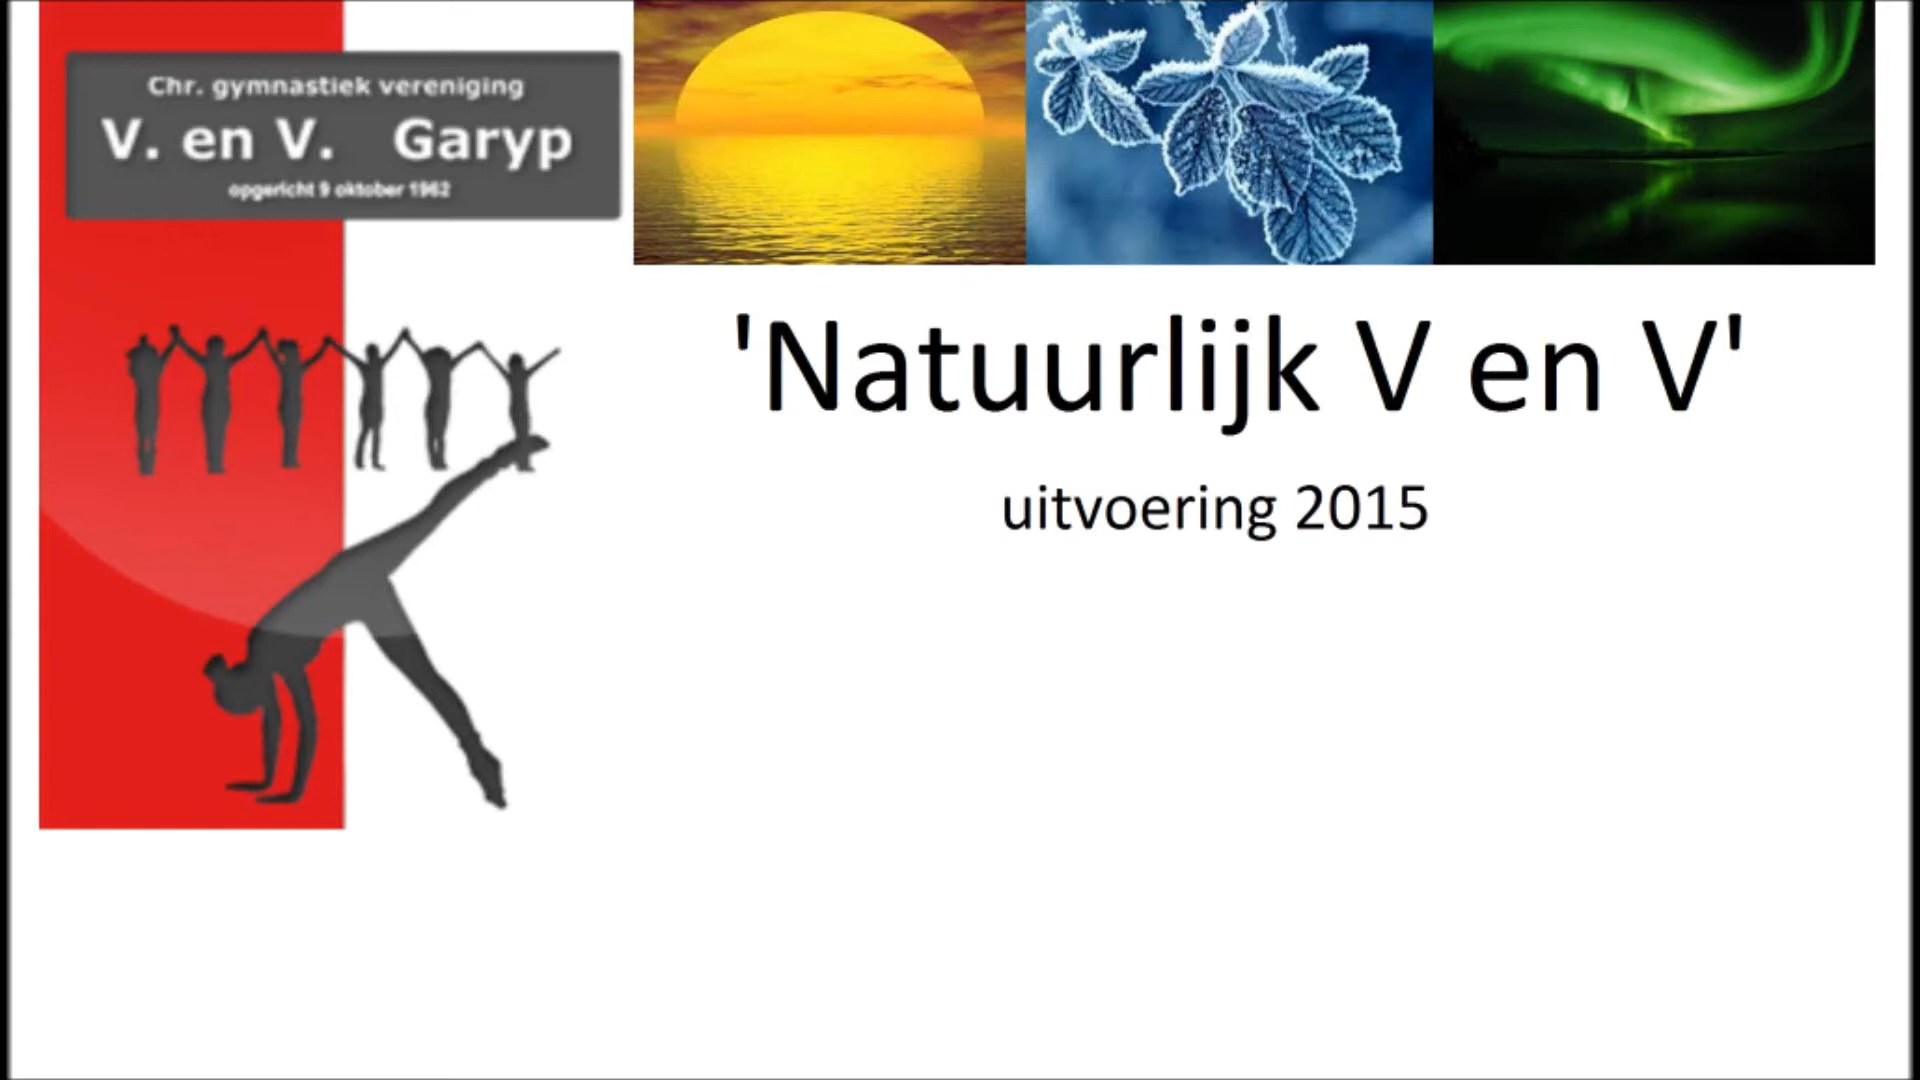 Chr. gymnastiek vereniging
V. en V. Garyp
opgericht 9 oktober 1962
'Natuurlijk V en V'
uitvoering 2015